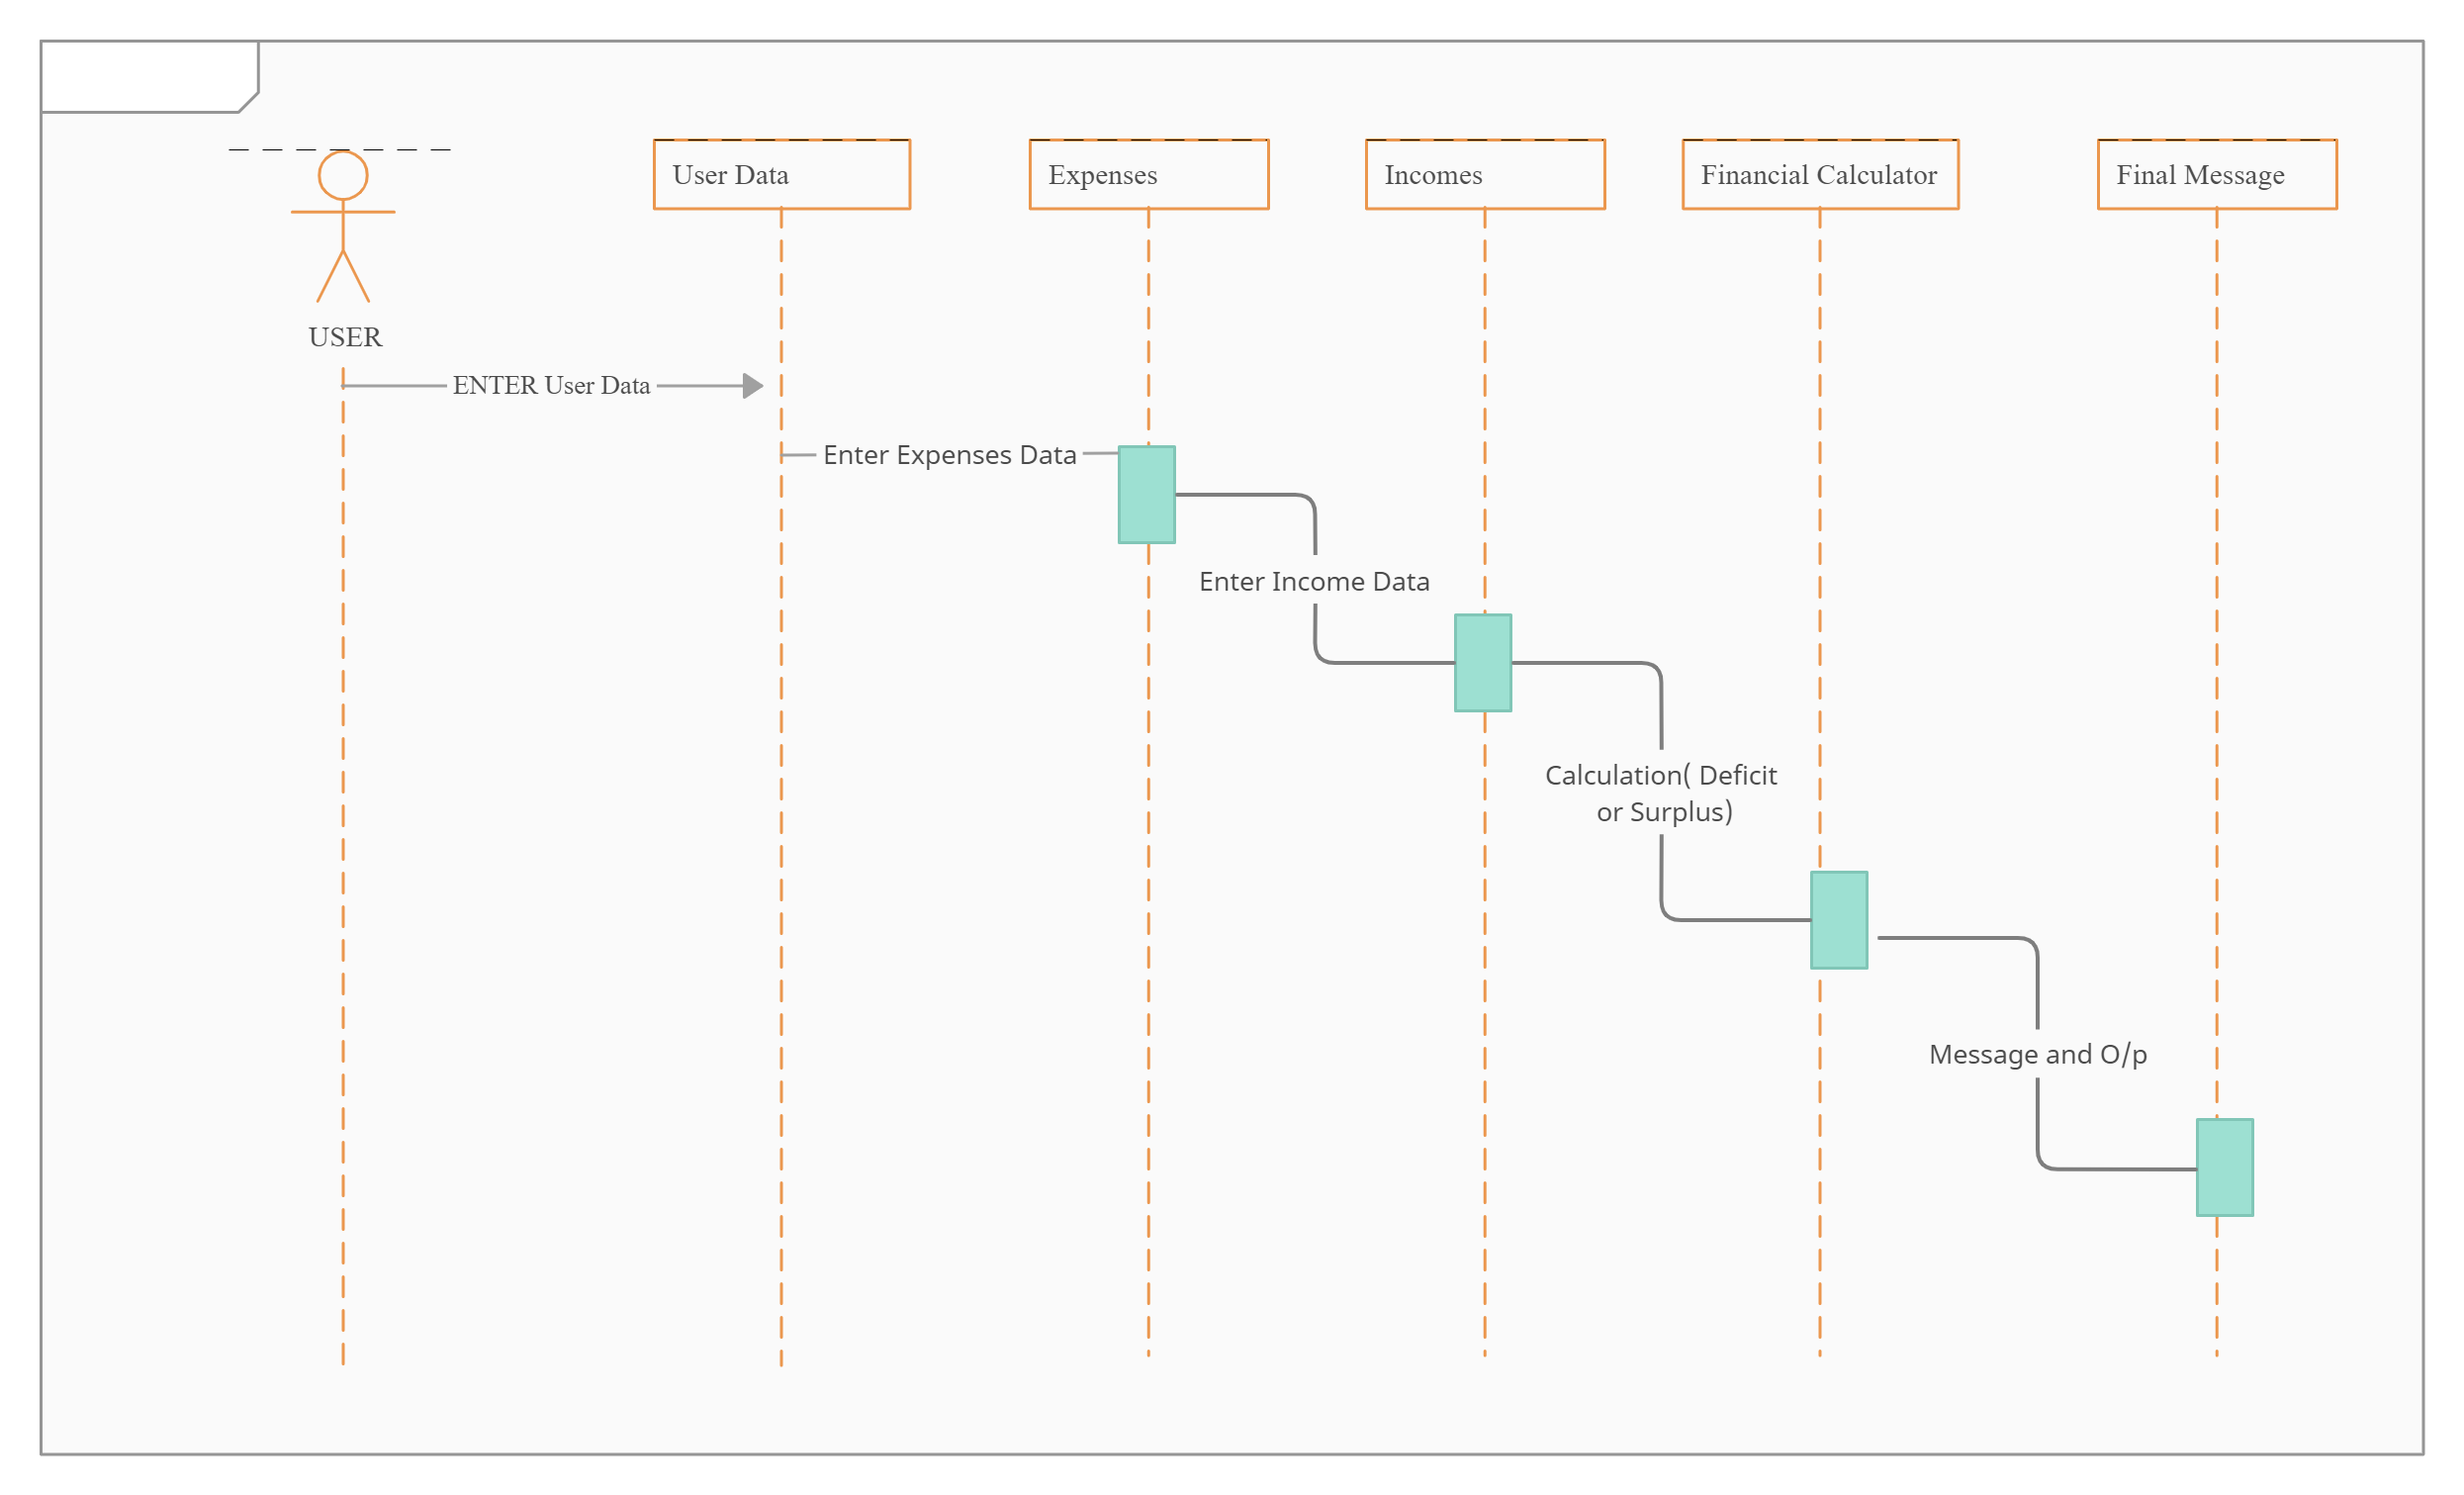 User Data
Expenses
Incomes
Financial Calculator
Final Message
USER
ENTER User Data
Enter Expenses Data
Enter Income Data
Calculation( Deficit
or Surplus)
Message and O/p